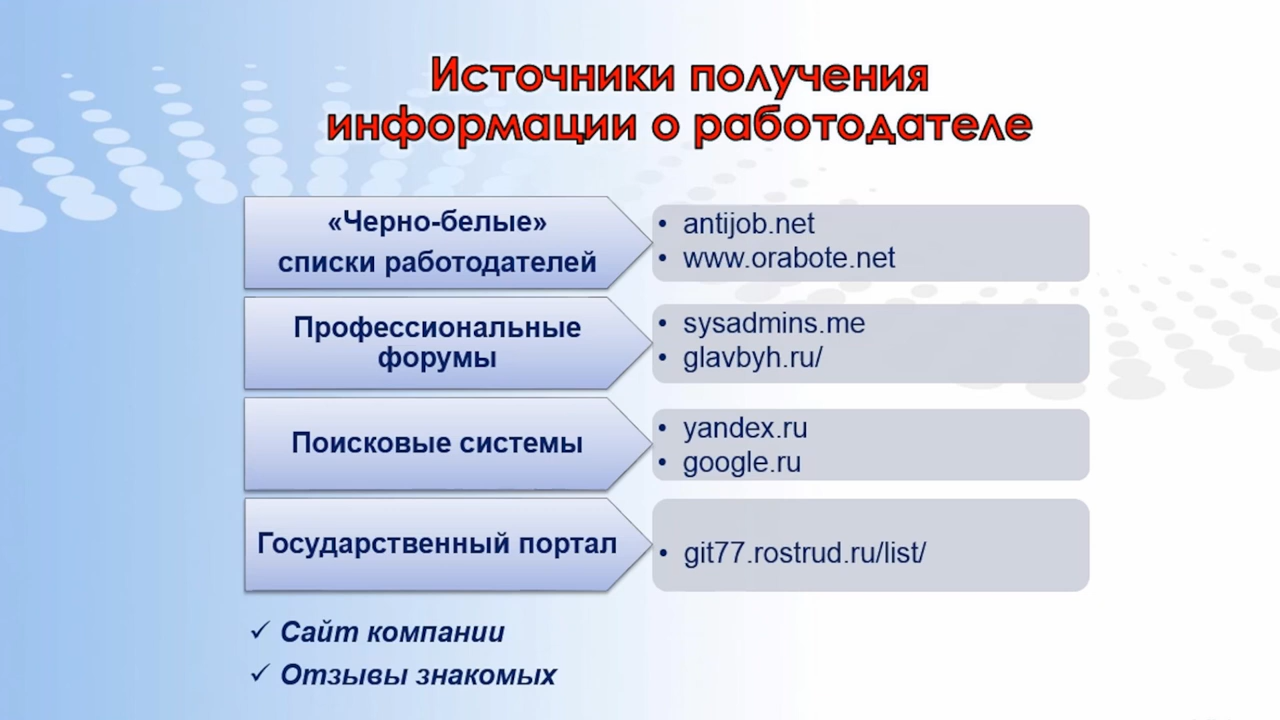 Источники получения
информации о работодателе
«Черно-белые»
списки работодателей
• antijob.net
• www.orabote.net
Профессиональные
форумы
• sysadmins.me
• glavbyh.ru/
Поисковые системы
• yandex.ru
• google.ru
Государственный портал
• git77.rostrud.ru/list/
✓ Сайт компании
✓ Отзывы знакомых